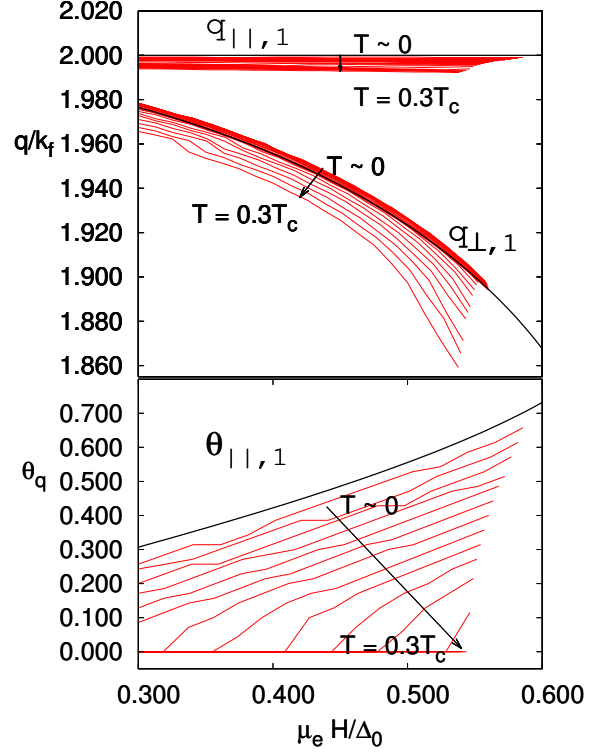 q||,1
2.020
T ~ 0
2.000
T = 0.3Tc
1.980
q/kf
1.960
T ~ 0
1.940
T = 0.3Tc
1.920
q⊥,1
1.900
1.880
1.860
0.700
θ||,1
0.600
θq
0.500
T ~ 0
0.400
0.300
0.200
0.100
T = 0.3Tc
0.000
0.300 0.400 0.500 0.600
μe H/Δ0